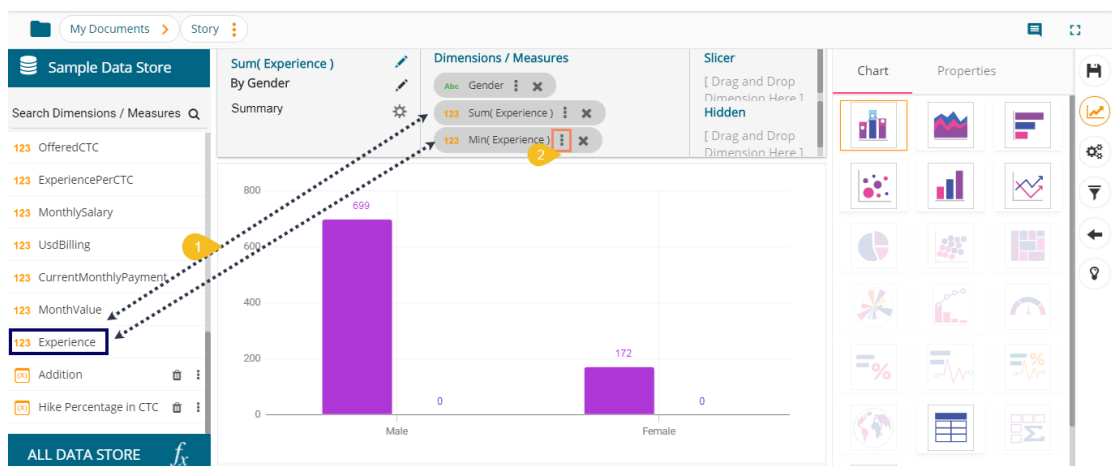 My Documents > Story
Sample Data Store
Search Dimensions / Measures
123 OfferedCTC
123 ExperiencePerCTC
123 MonthlySalary
123 UsdBilling
123 CurrentMonthlyPayment
123 MonthValue
123 Experience
(X) Addition
(X) Hike Percentage in CTC
ALL DATA STORE fx
Sum( Experience )
By Gender
Summary
Dimensions / Measures
Abc Gender
123 Sum( Experience )
123 Min( Experience )
Slicer
[ Drag and Drop
Dimension Here ]
Hidden
[ Drag and Drop
Dimension Here ]
1
2
800
600
400
200
0
699
0
172
0
Male
Female
Chart
Properties